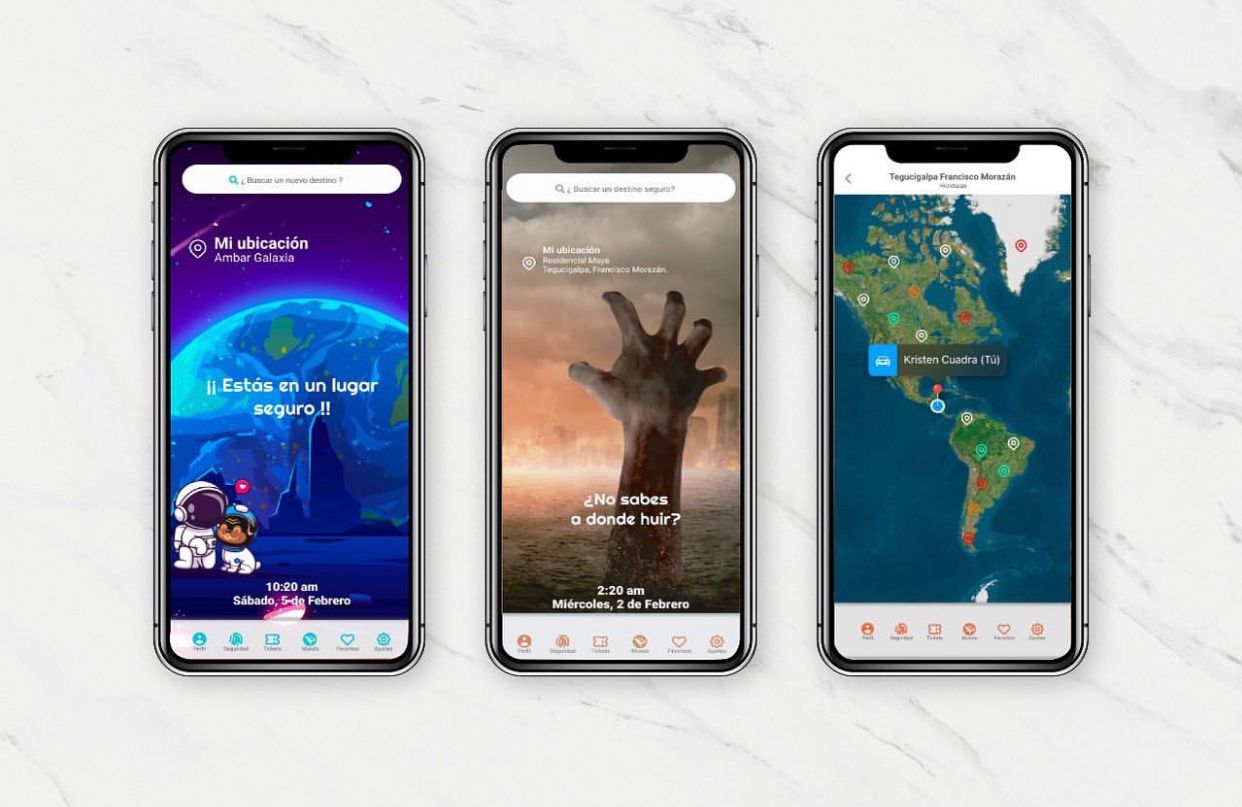 ¿ Buscar un nuevo destino ?
Mi ubicación
Ambar Galaxia
¡¡ Estás en un lugar
seguro !!
10:20 am
Sábado, 5 de Febrero
Perfil Seguridad Tickets Mundo Favoritos Ajustes
¿ Buscar un destino seguro?
Mi ubicación
Residencial Maya
Tegucigalpa, Francisco Morazán.
¿No sabes
a donde huir?
2:20 am
Miércoles, 2 de Febrero
Perfil Seguridad Tickets Mundo Favoritos Ajustes
Tegucigalpa Francisco Morazán
Honduras
Kristen Cuadra (Tú)
Perfil Seguridad Tickets Mundo Favoritos Ajustes